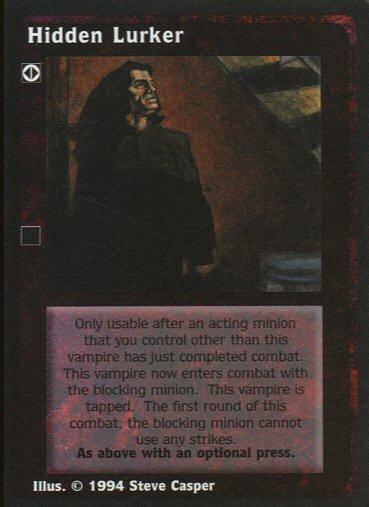 Hidden Lurker
Only usable after an acting minion
that you control other than this
vampire has just completed combat.
This vampire now enters combat with
the blocking minion. This vampire is
tapped. The first round of this
combat, the blocking minion cannot
use any strikes.
As above with an optional press.
Illus. © 1994 Steve Casper